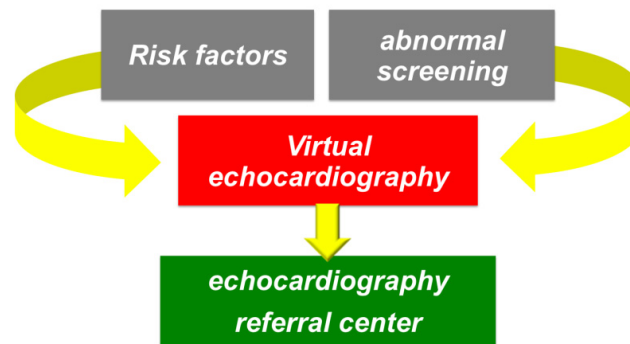 Risk factors
abnormal
screening
Virtual
echocardiography
echocardiography
referral center